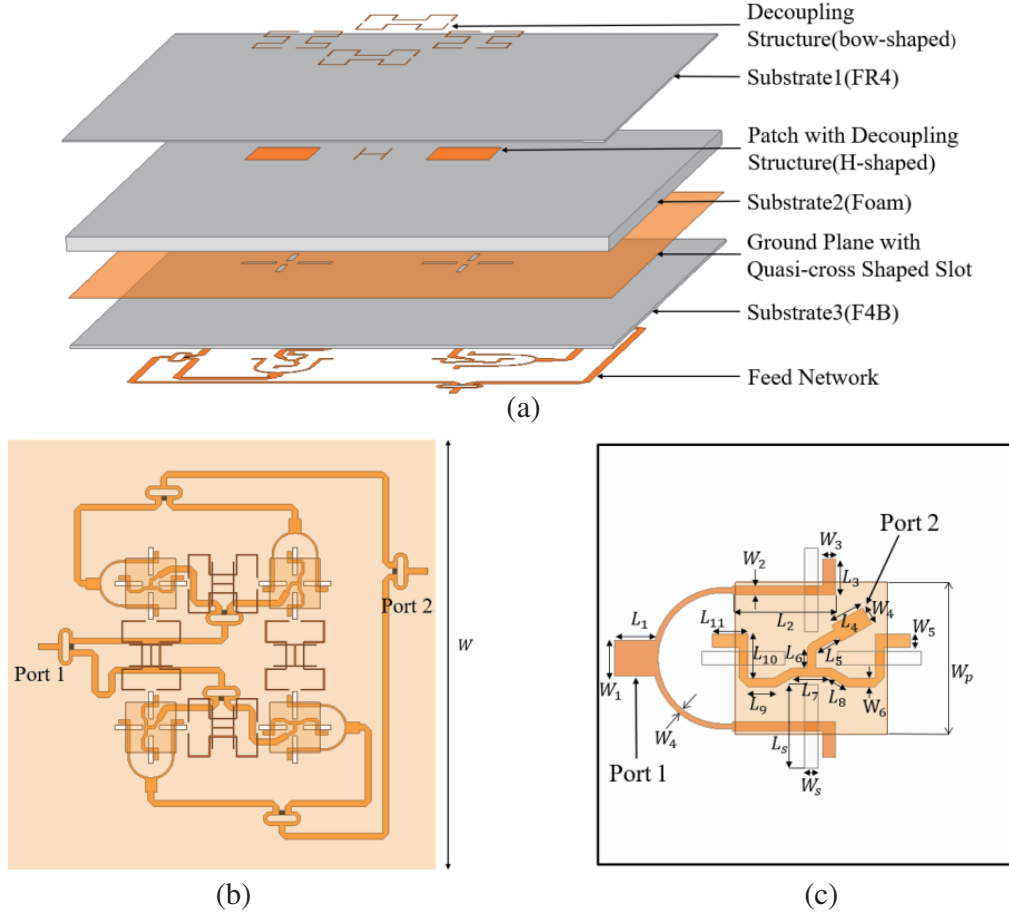 Decoupling
Structure(bow-shaped)
Substrate1(FR4)
Patch with Decoupling
Structure(H-shaped)
Substrate2(Foam)
Ground Plane with
Quasi-cross Shaped Slot
Substrate3(F4B)
Feed Network
(a)
Port 1
Port 2
W
(b)
Port 2
W₃
W₂
L₃
L₁
L₂
L₄
W₄
L₁₁
W₅
L₁₀
L₆
L₅
W₁
Wₚ
L₉
L₇
L₈
W₆
W₄
Lₛ
Port 1
Wₛ
(c)